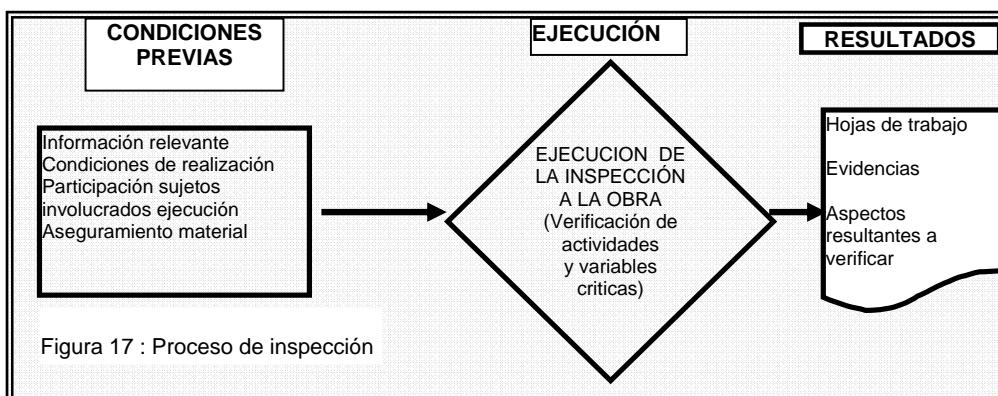 CONDICIONES
PREVIAS
EJECUCIÓN
RESULTADOS
Información relevante
Condiciones de realización
Participación sujetos
involucrados ejecución
Aseguramiento material
EJECUCION DE
LA INSPECCIÓN
A LA OBRA
(Verificación de
actividades
y variables
criticas)
Hojas de trabajo
Evidencias
Aspectos
resultantes a
verificar
Figura 17 : Proceso de inspección